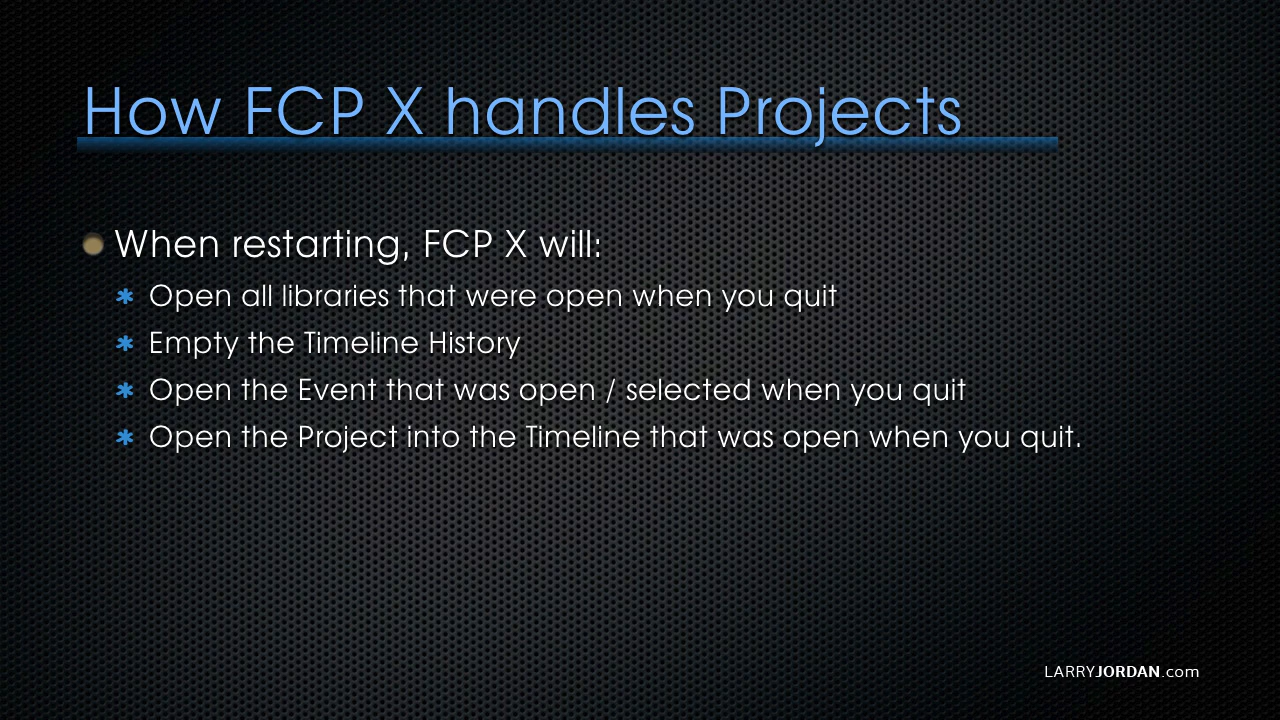 How FCP X handles Projects
When restarting, FCP X will:
Open all libraries that were open when you quit
Empty the Timeline History
Open the Event that was open / selected when you quit
Open the Project into the Timeline that was open when you quit.
LARRYJORDAN.com